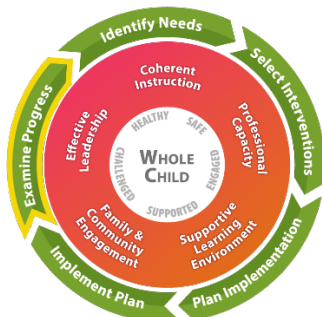 Identify Needs
Select Interventions
Plan Implementation
Implement Plan
Examine Progress
Coherent
Instruction
Professional
Capacity
Supportive
Learning
Environment
Family &
Community
Engagement
Effective
Leadership
HEALTHY
SAFE
ENGAGED
SUPPORTED
CHALLENGED
WHOLE
CHILD